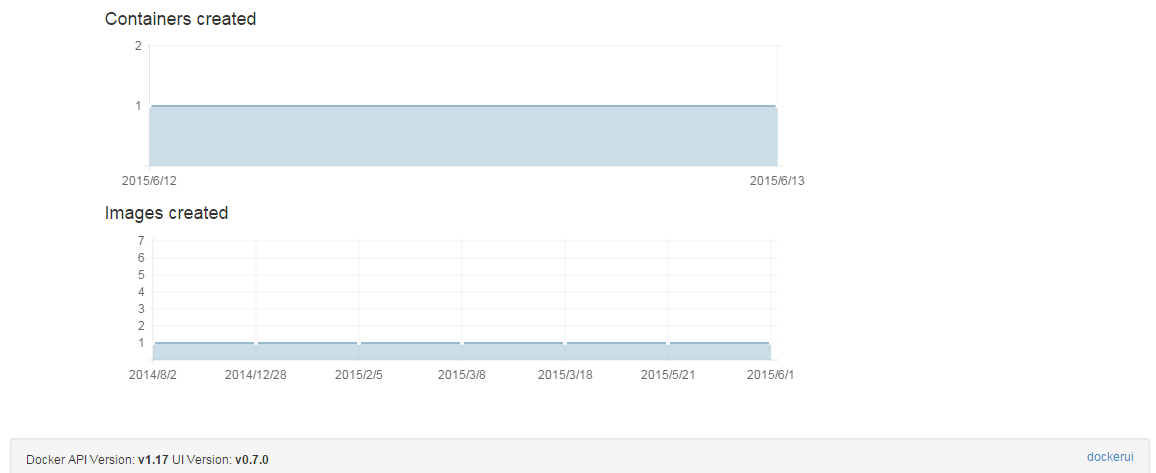 Containers created
2
1
2015/6/12 2015/6/13
Images created
7
6
5
4
3
2
1
2014/8/2 2014/12/28 2015/2/5 2015/3/8 2015/3/18 2015/5/21 2015/6/1
Docker API Version: v1.17 UI Version: v0.7.0 dockerui